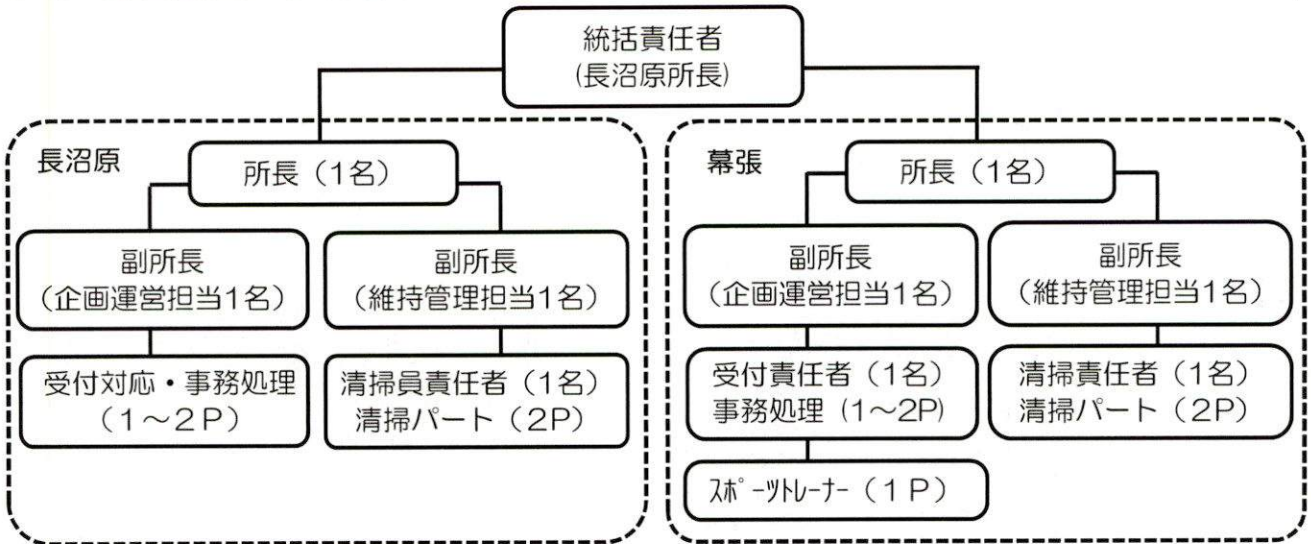 統括責任者
(長沼原所長)
長沼原
所長（1名）
副所長
（企画運営担当1名）
副所長
（維持管理担当1名）
受付対応・事務処理
（1～2P）
清掃員責任者（1名）
清掃パート（2P）
幕張
所長（1名）
副所長
（企画運営担当1名）
副所長
（維持管理担当1名）
受付責任者（1名）
事務処理（1～2P）
清掃責任者（1名）
清掃パート（2P）
ｽﾎﾟｰﾂﾄﾚｰﾅｰ（1P）